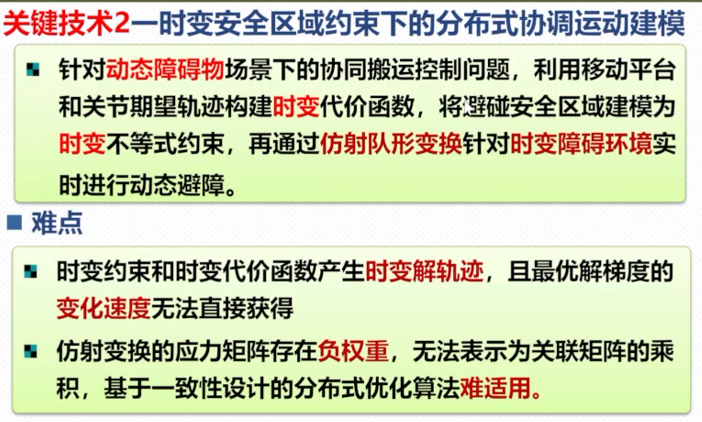 关键技术2一时变安全区域约束下的分布式协调运动建模
针对动态障碍物场景下的协同搬运控制问题，利用移动平台
和关节期望轨迹构建时变代价函数，将避碰安全区域建模为
时变不等式约束，再通过仿射队形变换针对时变障碍环境实
时进行动态避障。
难点
时变约束和时变代价函数产生时变解轨迹，且最优解梯度的
变化速度无法直接获得
仿射变换的应力矩阵存在负权重，无法表示为关联矩阵的乘
积，基于一致性设计的分布式优化算法难适用。